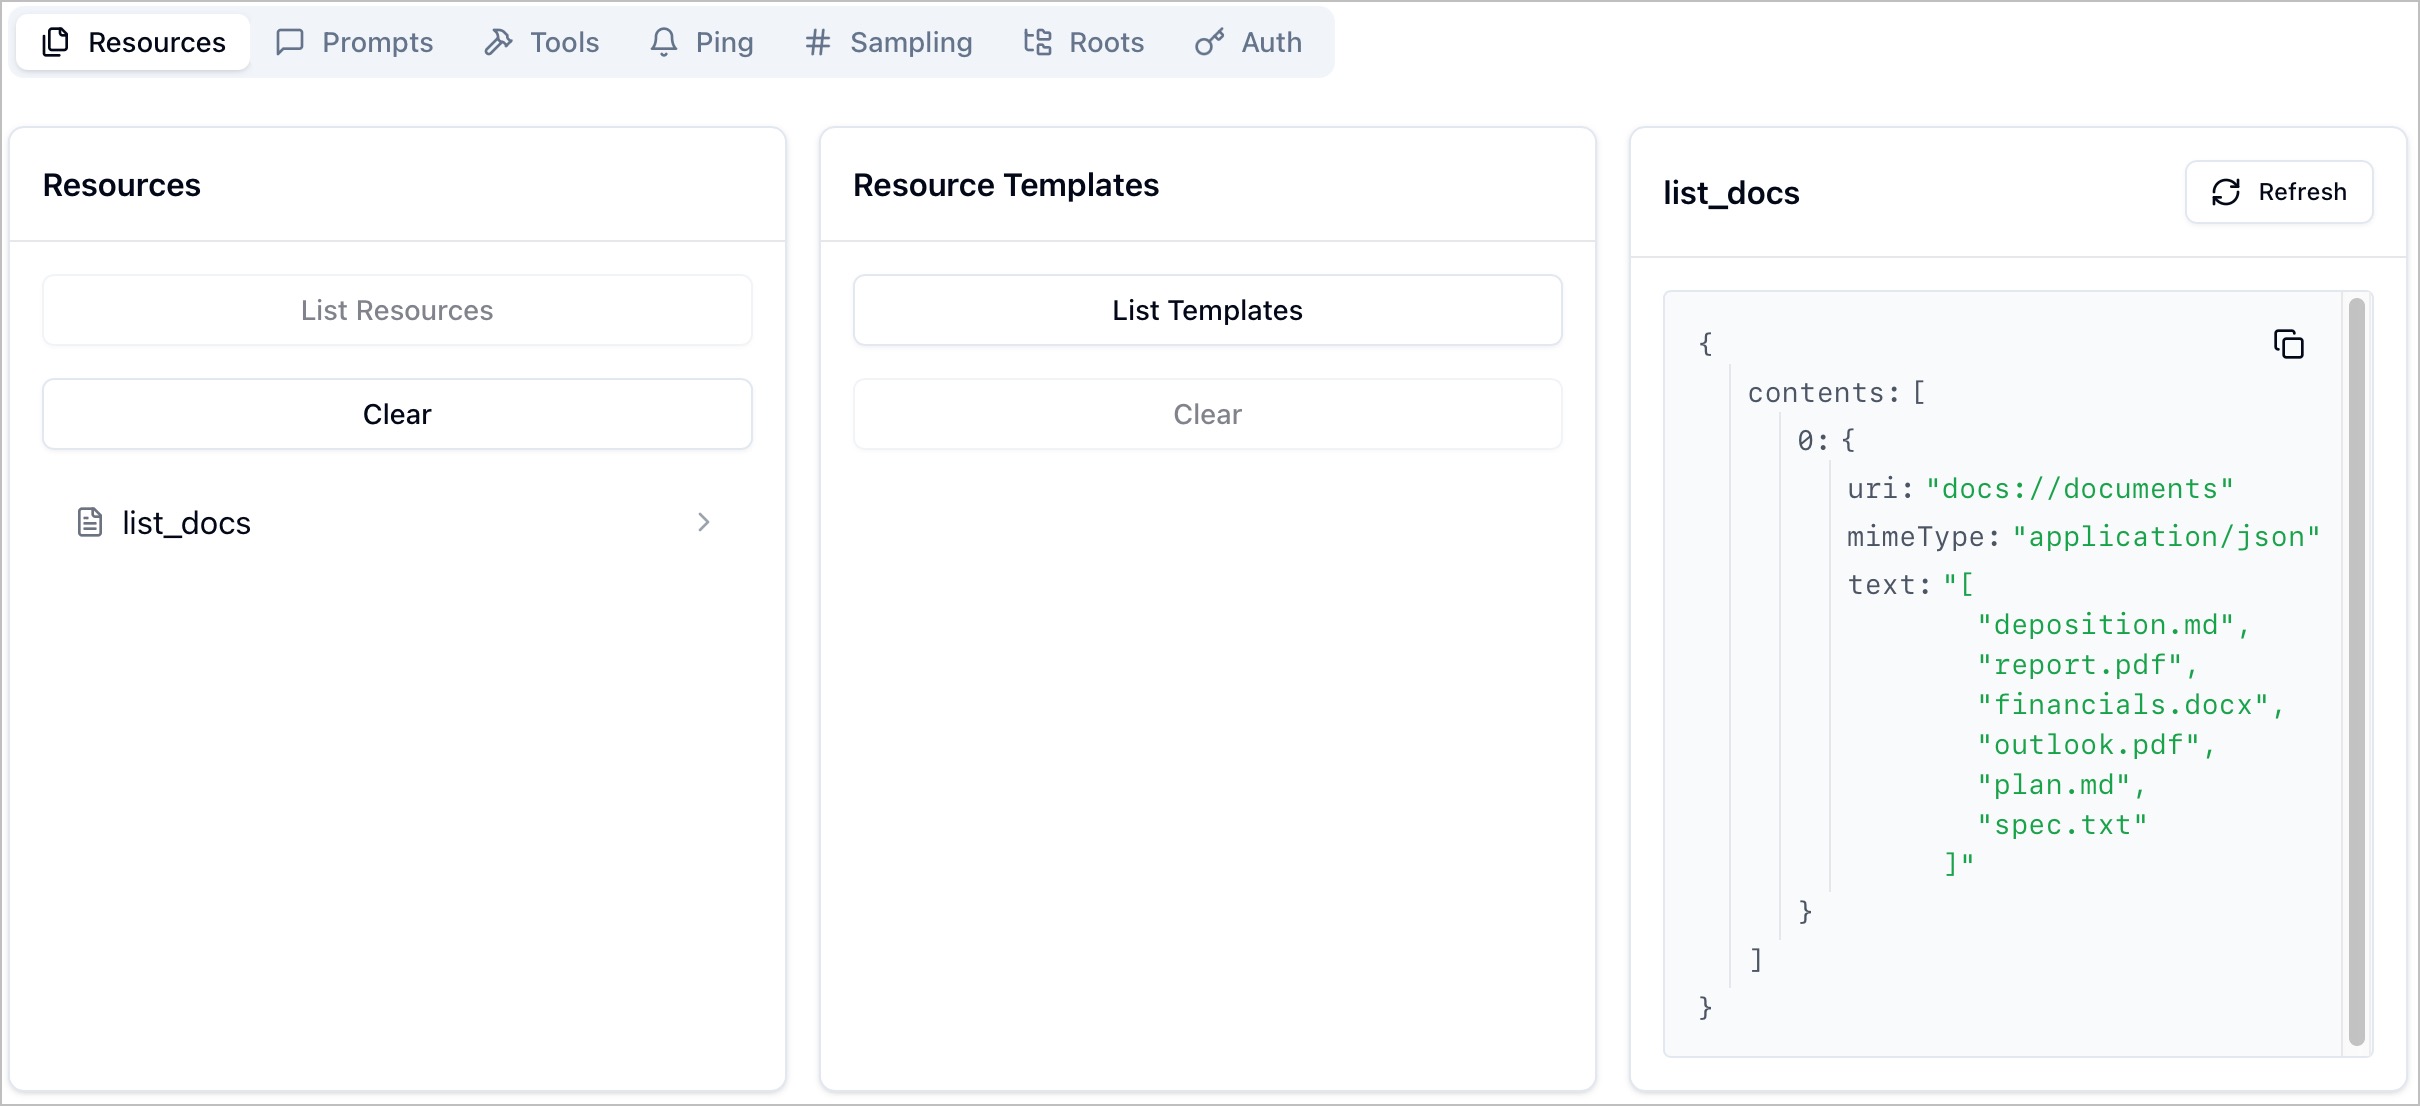 Resources Prompts Tools Ping Sampling Roots Auth
Resources
List Resources
Clear
list_docs
Resource Templates
List Templates
Clear
list_docs
Refresh
{
contents: [
0: {
uri: "docs://documents"
mimeType: "application/json"
text: "[
"deposition.md",
"report.pdf",
"financials.docx",
"outlook.pdf",
"plan.md",
"spec.txt"
]"
}
]
}